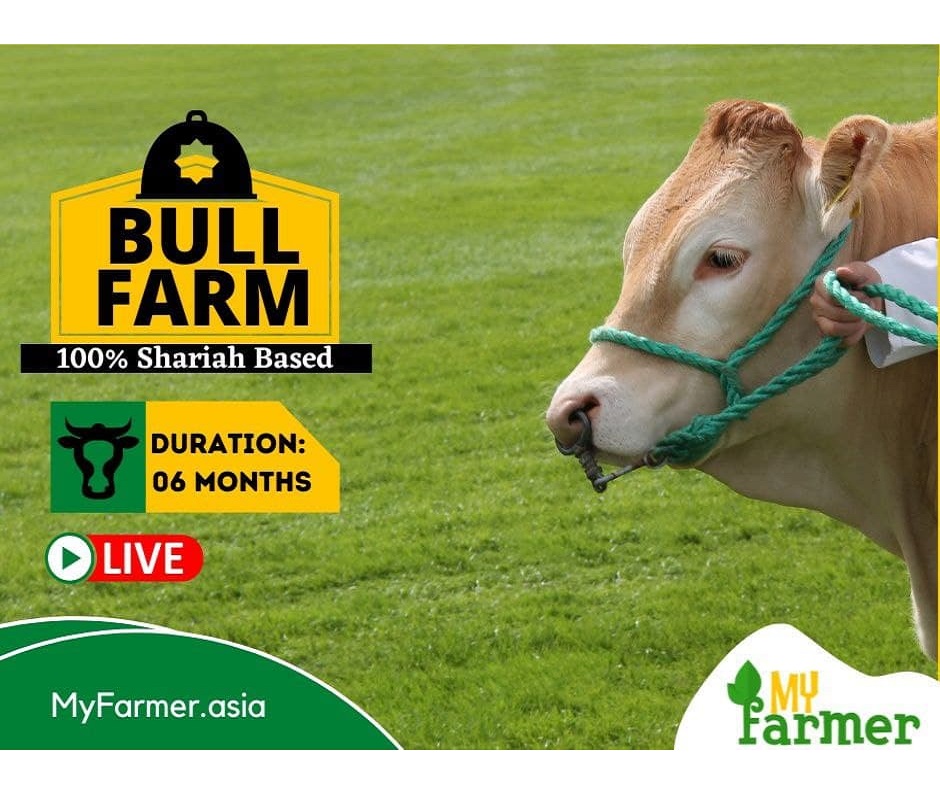 BULL
FARM
100% Shariah Based
DURATION:
06 MONTHS
LIVE
MyFarmer.asia
MY
farmer